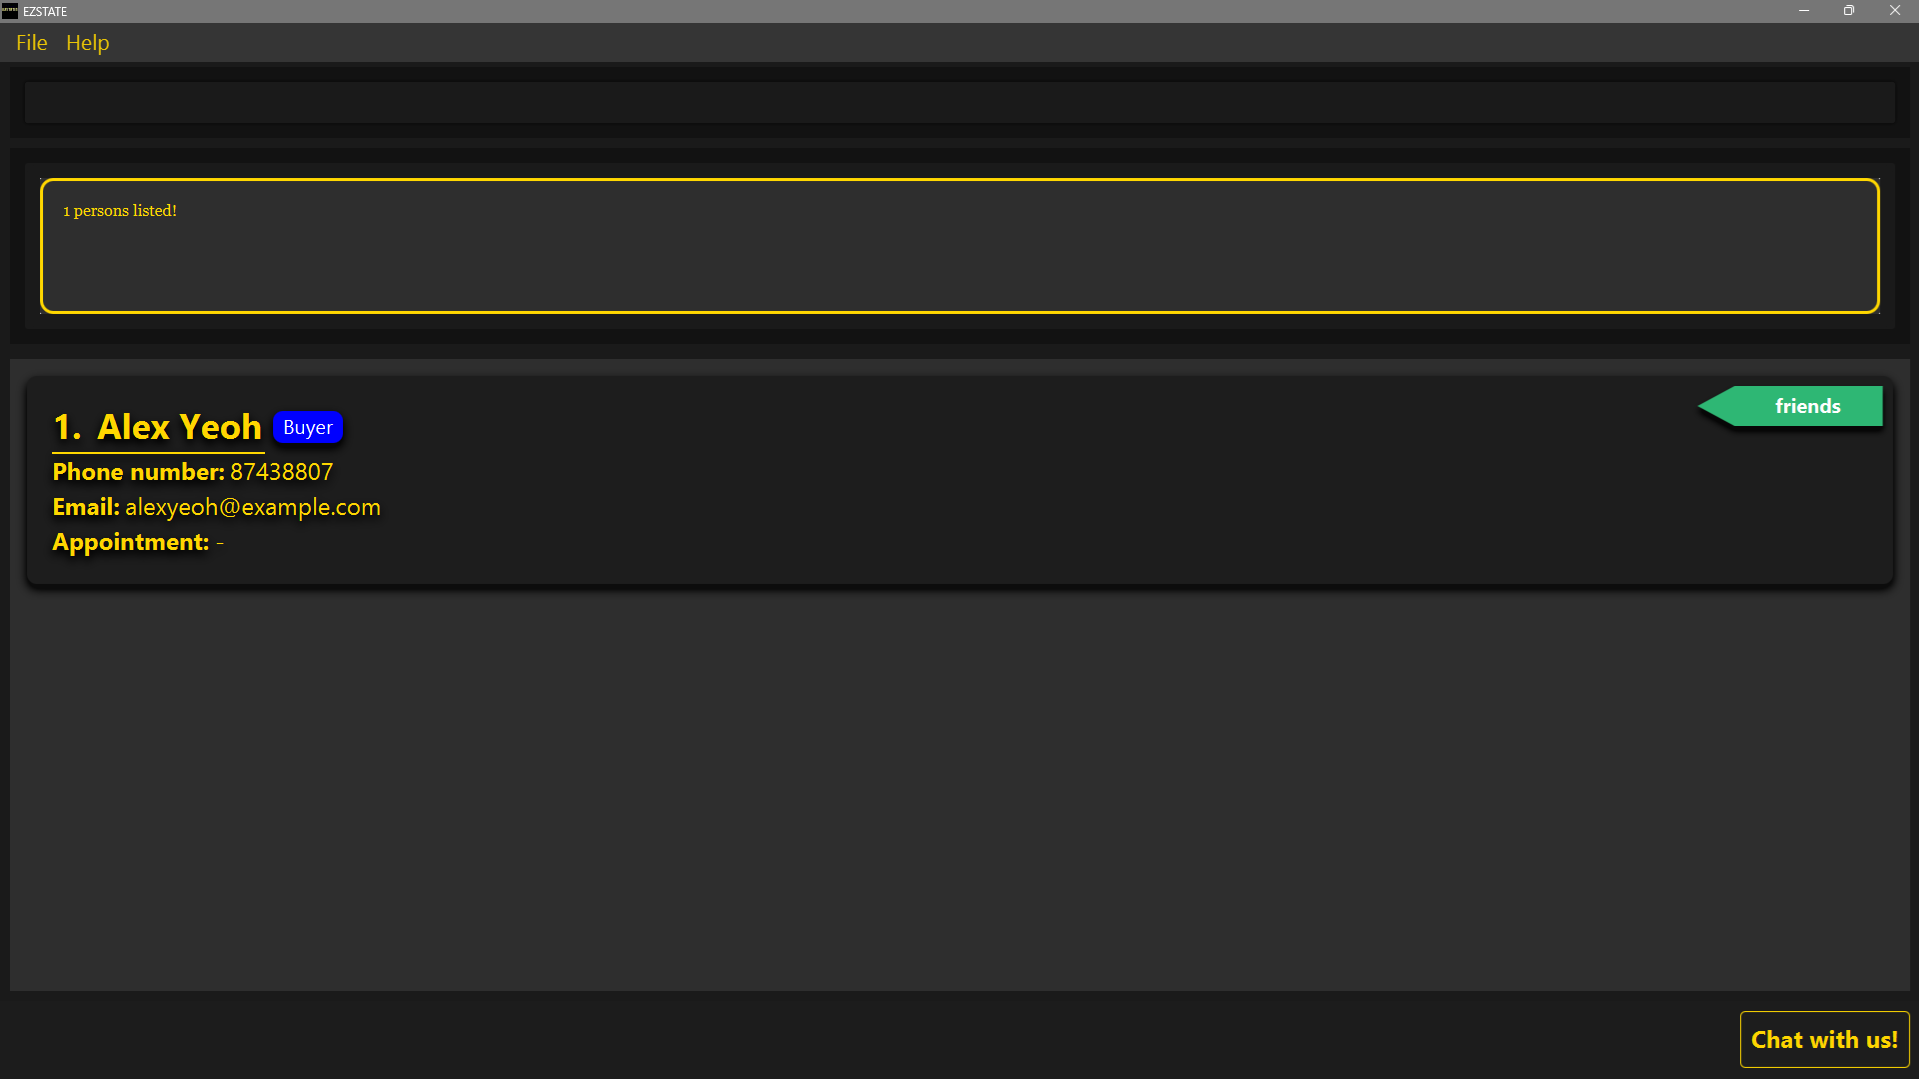 EZSTATE
File Help
1 persons listed!
1. Alex Yeoh Buyer
friends
Phone number: 87438807
Email: alexyeoh@example.com
Appointment: -
Chat with us!